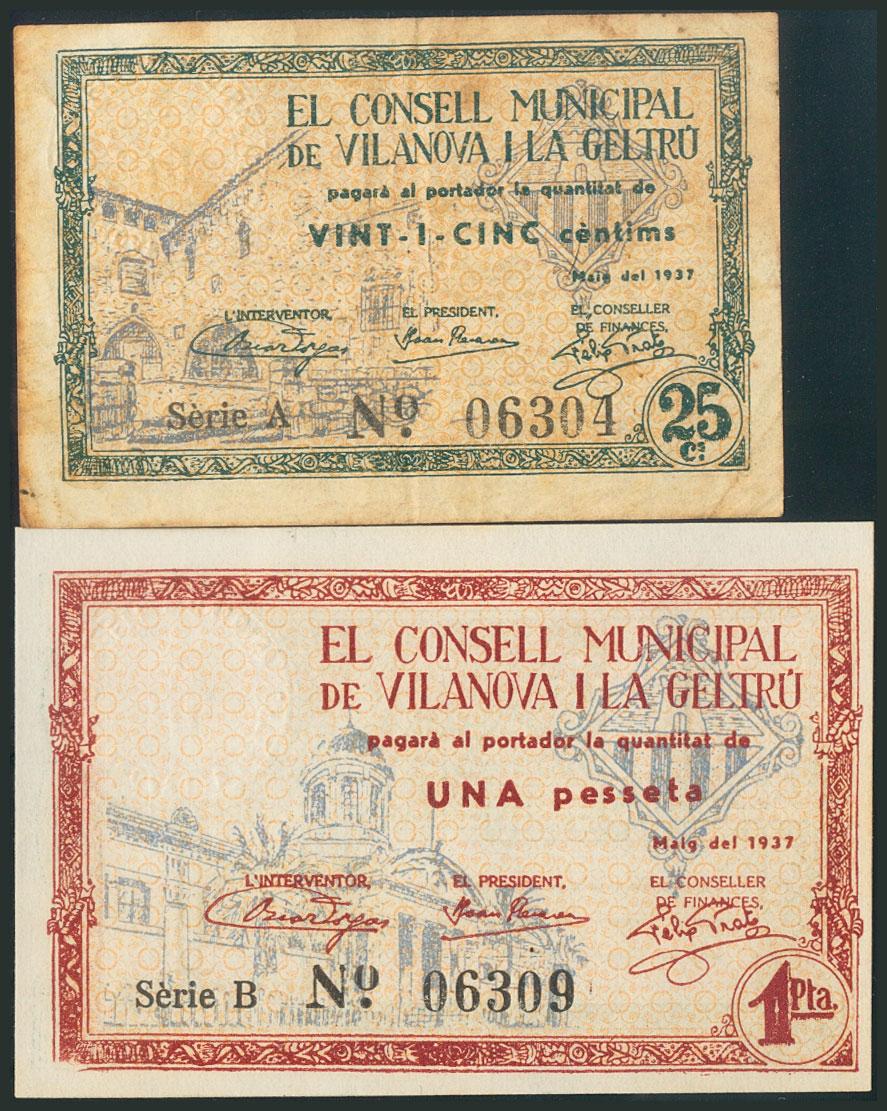 EL CONSELL MUNICIPAL
DE VILANOVA I LA GELTRÚ
pagarà al portador la quantitat de
VINT-I-CINC cèntims
Maig del 1937
L'INTERVENTOR,
EL PRESIDENT,
EL CONSELLER
DE FINANCES,
Sèrie A Nº. 06304
25
Cs.
EL CONSELL MUNICIPAL
DE VILANOVA I LA GELTRÚ
pagarà al portador la quantitat de
UNA pesseta
Maig del 1937
L'INTERVENTOR,
EL PRESIDENT,
EL CONSELLER
DE FINANCES,
Sèrie B Nº. 06309
1 Pta.